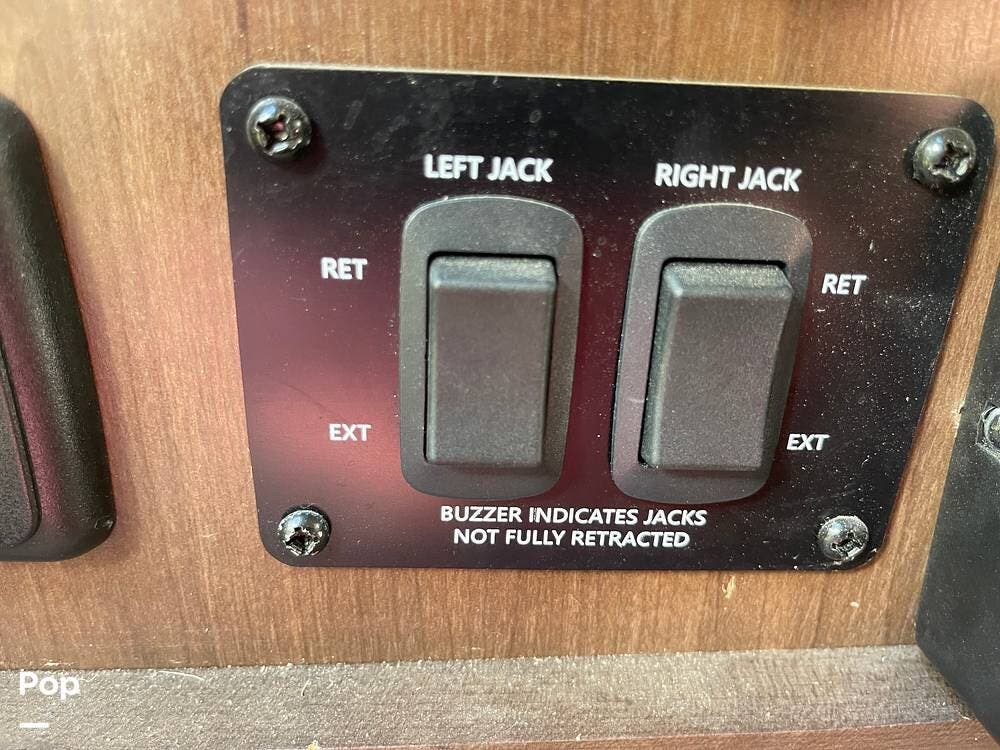 LEFT JACK
RIGHT JACK
RET
RET
EXT
EXT
BUZZER INDICATES JACKS
NOT FULLY RETRACTED
Pop